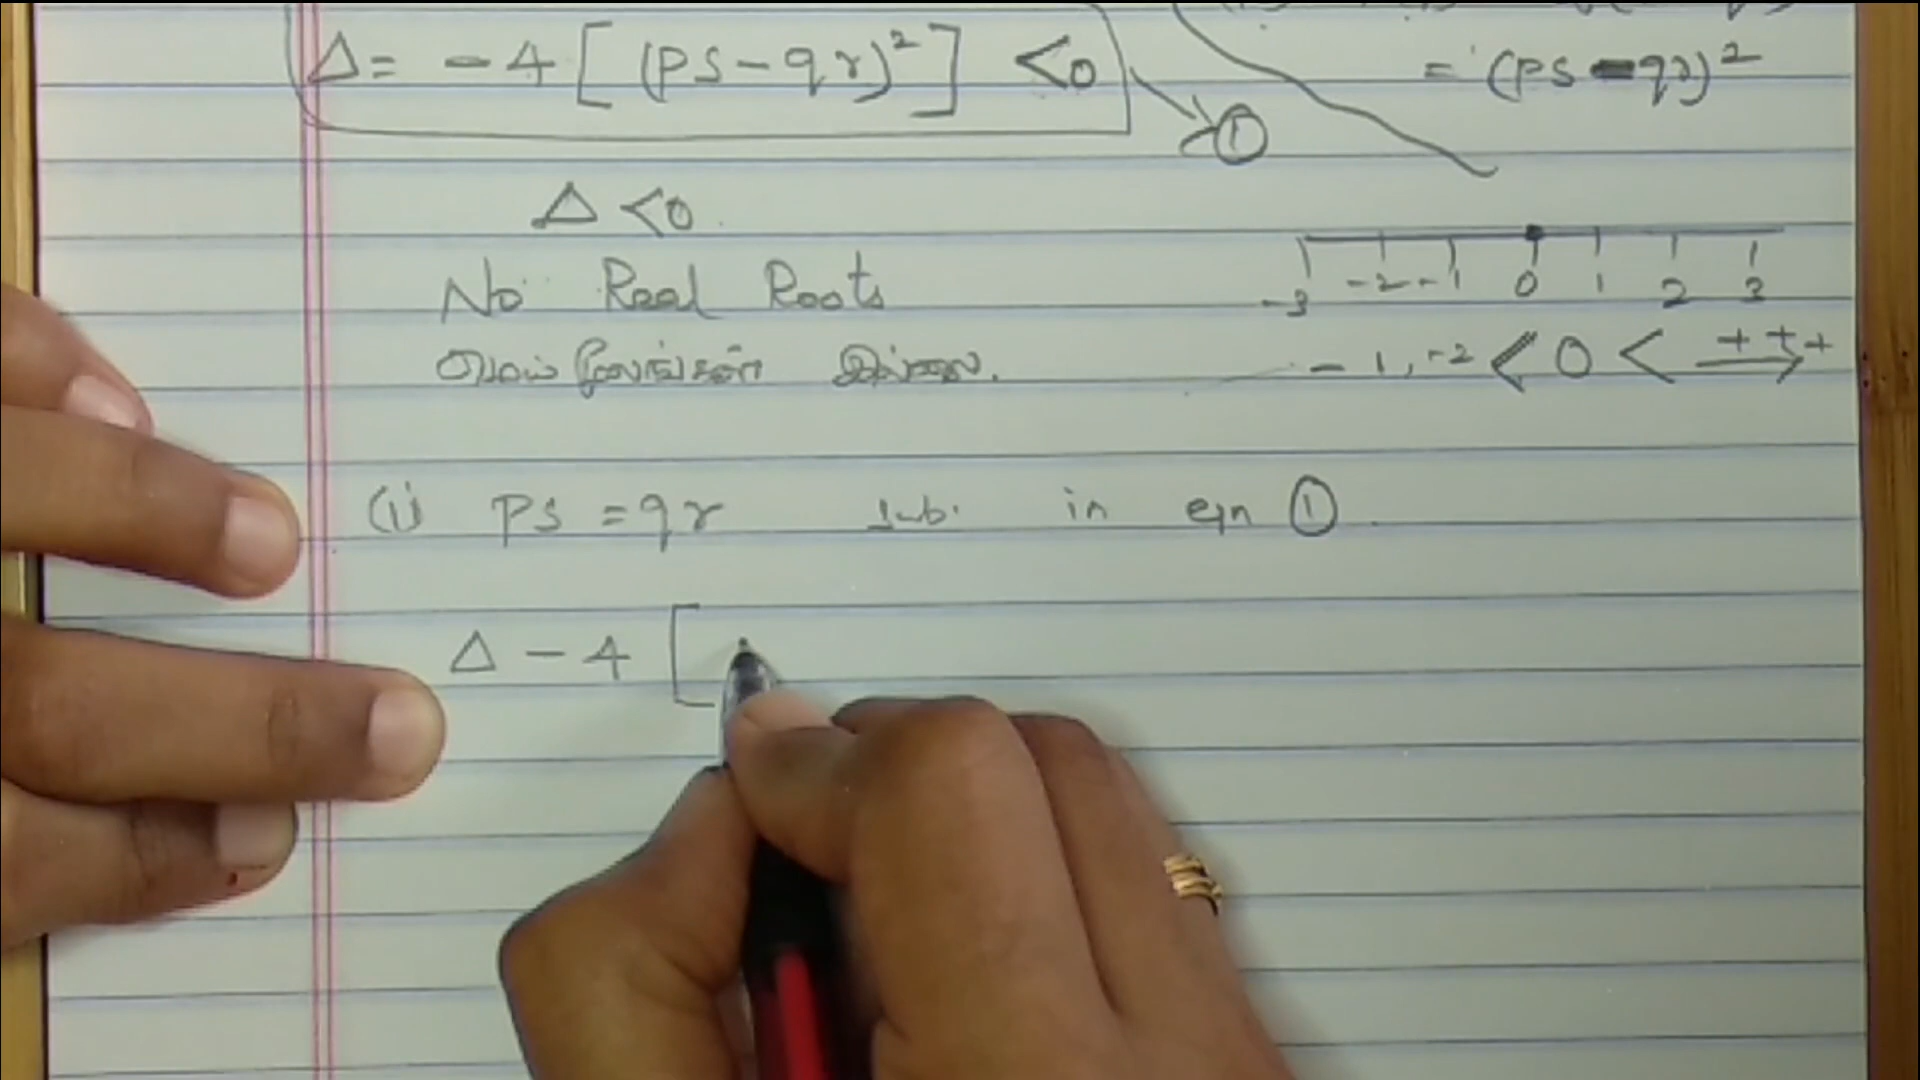 Δ = -4 [ (ps - qr)² ] < 0
= (ps - qr)²
①
Δ < 0
No Real Roots
மெய் மூலங்கள் இல்லை.
-3 -2 -1 0 1 2 3
-1, -2 < 0 < + + +
(i) ps = qr sub. in eqn ①.
Δ - 4 [